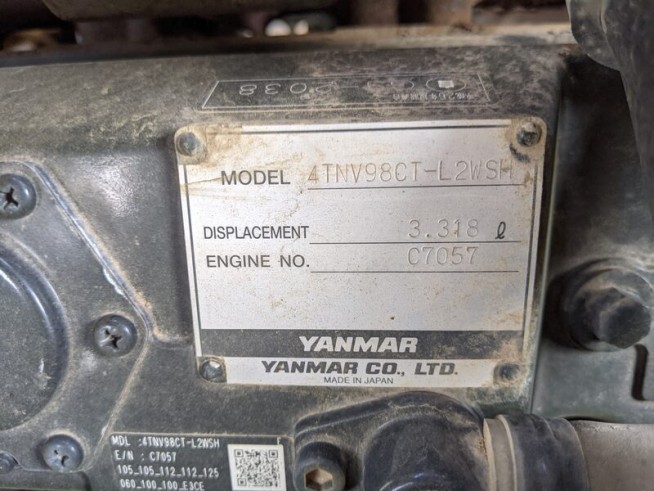 MODEL 4TNV98CT-L2WSH
DISPLACEMENT 3.318 ℓ
ENGINE NO. C7057
YANMAR
YANMAR CO., LTD.
MADE IN JAPAN
MDL :4TNV98CT-L2WSH
E/N : C7057
105_105_112_112_125
060_100_100_E3CE